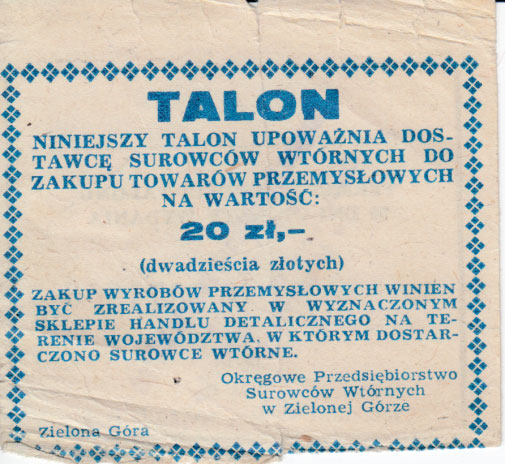 TALON
NINIEJSZY TALON UPOWAŻNIA DOS-
TAWCĘ SUROWCÓW WTÓRNYCH DO
ZAKUPU TOWARÓW PRZEMYSŁOWYCH
NA WARTOŚĆ:
20 zł,-
(dwadzieścia złotych)
ZAKUP WYROBÓW PRZEMYSŁOWYCH WINIEN
BYĆ ZREALIZOWANY W WYZNACZONYM
SKLEPIE HANDLU DETALICZNEGO NA TE-
RENIE WOJEWÓDZTWA, W KTÓRYM DOSTAR-
CZONO SUROWCE WTÓRNE.
Okręgowe Przedsiębiorstwo
Surowców Wtórnych
w Zielonej Górze
Zielona Góra